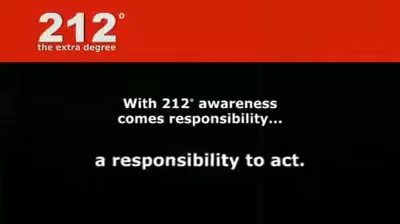 212°
the extra degree
With 212° awareness
comes responsibility...
a responsibility to act.